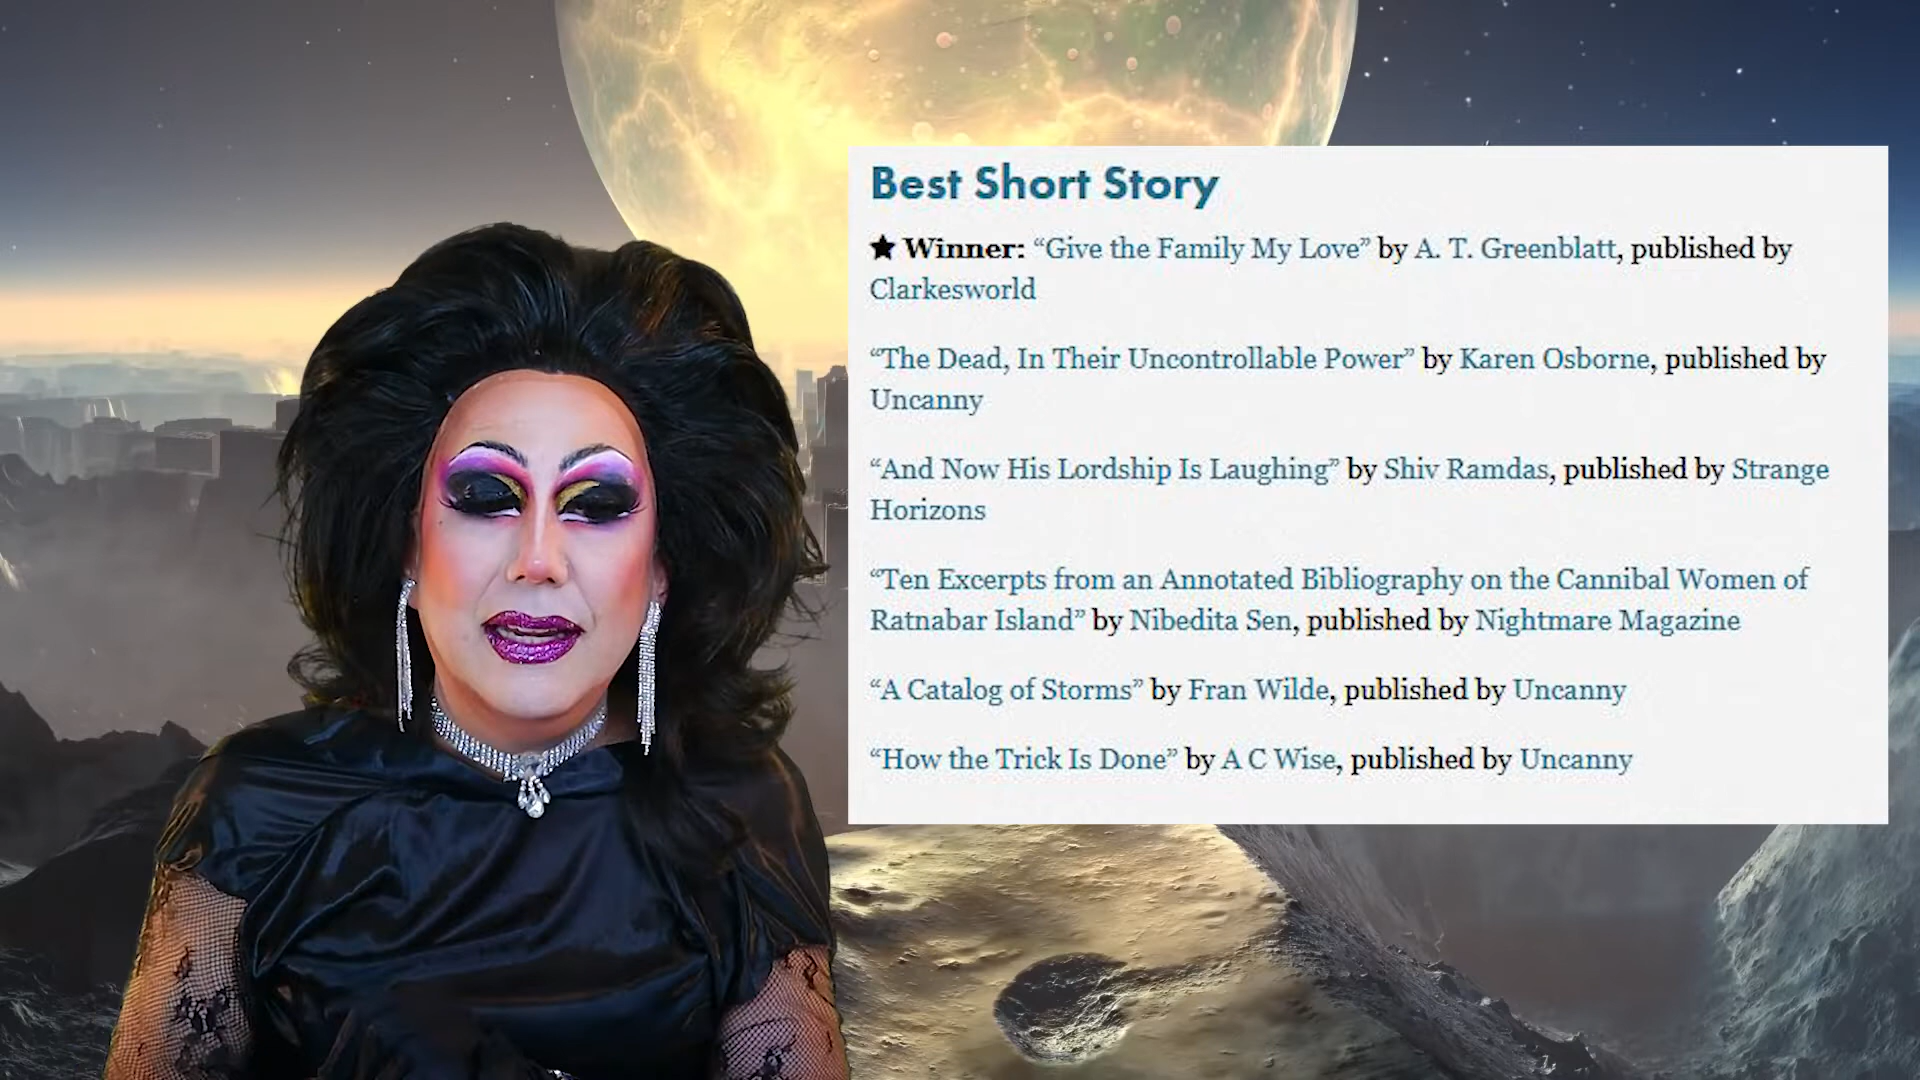 Best Short Story
★ Winner: “Give the Family My Love” by A. T. Greenblatt, published by
Clarkesworld
“The Dead, In Their Uncontrollable Power” by Karen Osborne, published by
Uncanny
“And Now His Lordship Is Laughing” by Shiv Ramdas, published by Strange
Horizons
“Ten Excerpts from an Annotated Bibliography on the Cannibal Women of
Ratnabar Island” by Nibedita Sen, published by Nightmare Magazine
“A Catalog of Storms” by Fran Wilde, published by Uncanny
“How the Trick Is Done” by A C Wise, published by Uncanny